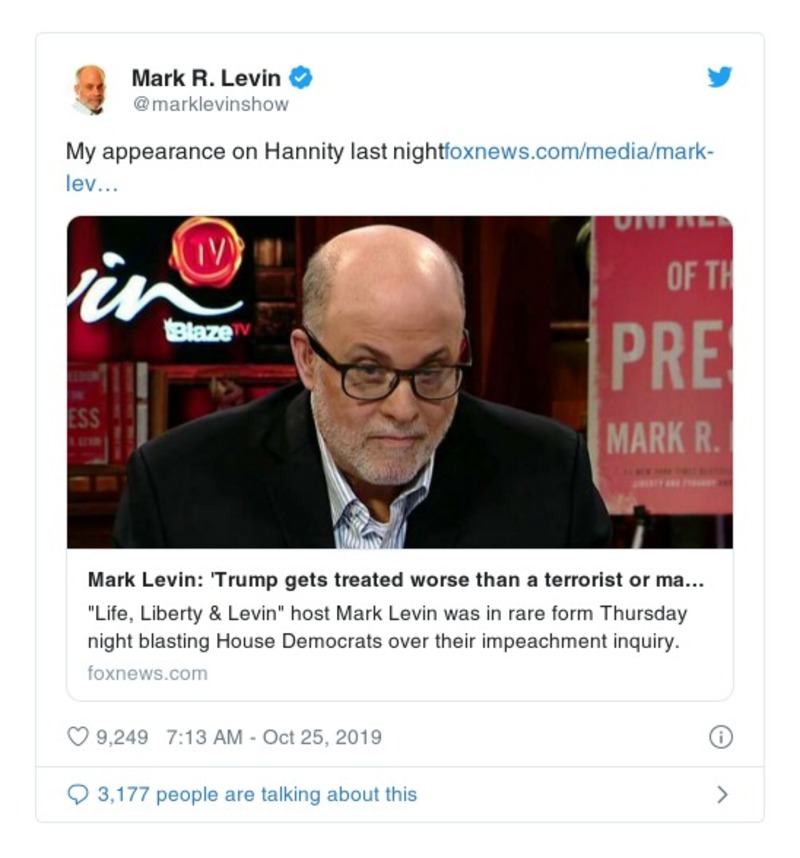 Mark R. Levin
@marklevinshow
My appearance on Hannity last nightfoxnews.com/media/mark-
lev…
TV
BlazeTV
OF TH
PRE
MARK R.
ESS
Mark Levin: 'Trump gets treated worse than a terrorist or ma...
"Life, Liberty & Levin" host Mark Levin was in rare form Thursday
night blasting House Democrats over their impeachment inquiry.
foxnews.com
9,249 7:13 AM - Oct 25, 2019
3,177 people are talking about this